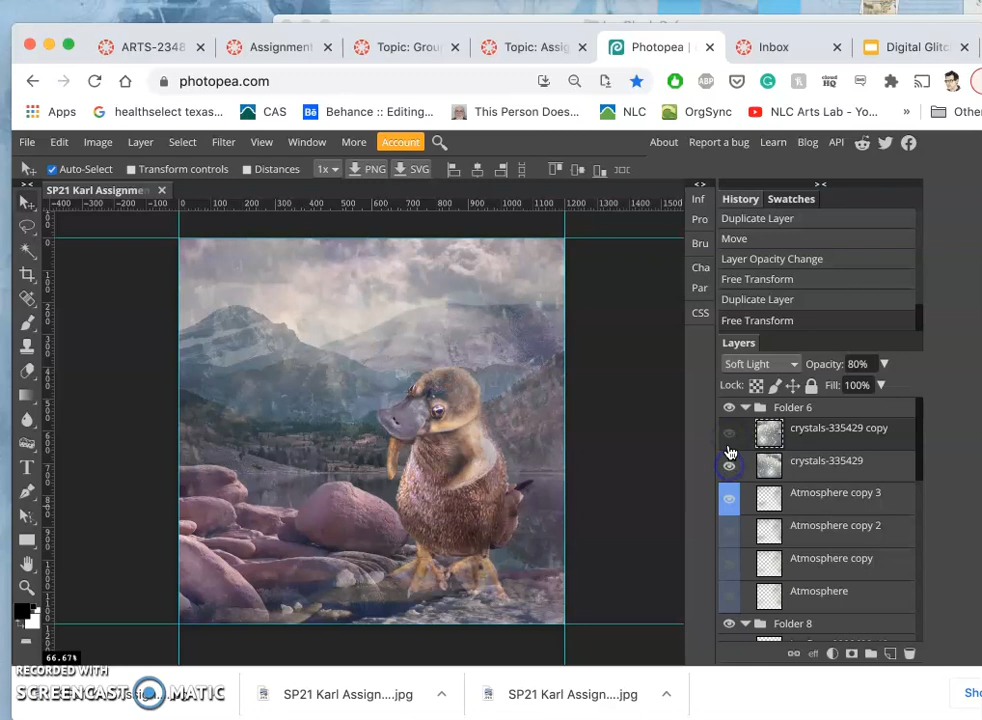 ARTS-2348
Assignment
Topic: Grou
Topic: Assig
Photopea |
Inbox
Digital Glitc
photopea.com
ABP
cloud HQ
Apps
healthselect texas...
CAS
Behance :: Editing...
This Person Does...
NLC
OrgSync
NLC Arts Lab - Yo...
»
Othe
File Edit Image Layer Select Filter View Window More Account
About Report a bug Learn Blog API
Auto-Select Transform controls Distances 1x PNG SVG
SP21 Karl Assignme
-400 -300 -200 -100 0 100 200 300 400 500 600 700 800 900 1000 1100 1200 1300 1400 1500
Inf
Pro
Bru
Cha
Par
CSS
History Swatches
Duplicate Layer
Move
Layer Opacity Change
Free Transform
Duplicate Layer
Free Transform
Layers
Soft Light Opacity: 80%
Lock: Fill: 100%
Folder 6
crystals-335429 copy
crystals-335429
Atmosphere copy 3
Atmosphere copy 2
Atmosphere copy
Atmosphere
Folder 8
eff
66.67%
RECORDED WITH
SCREENCAST MATIC
SP21 Karl Assign....jpg
SP21 Karl Assign....jpg
Sho